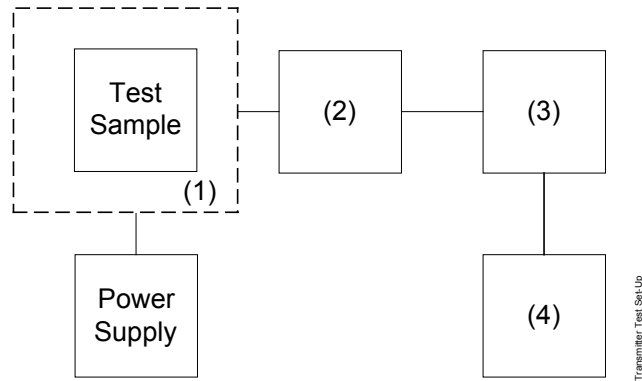 Test
Sample
(1)
(2)
(3)
Power
Supply
(4)
Transmitter Test Set-Up